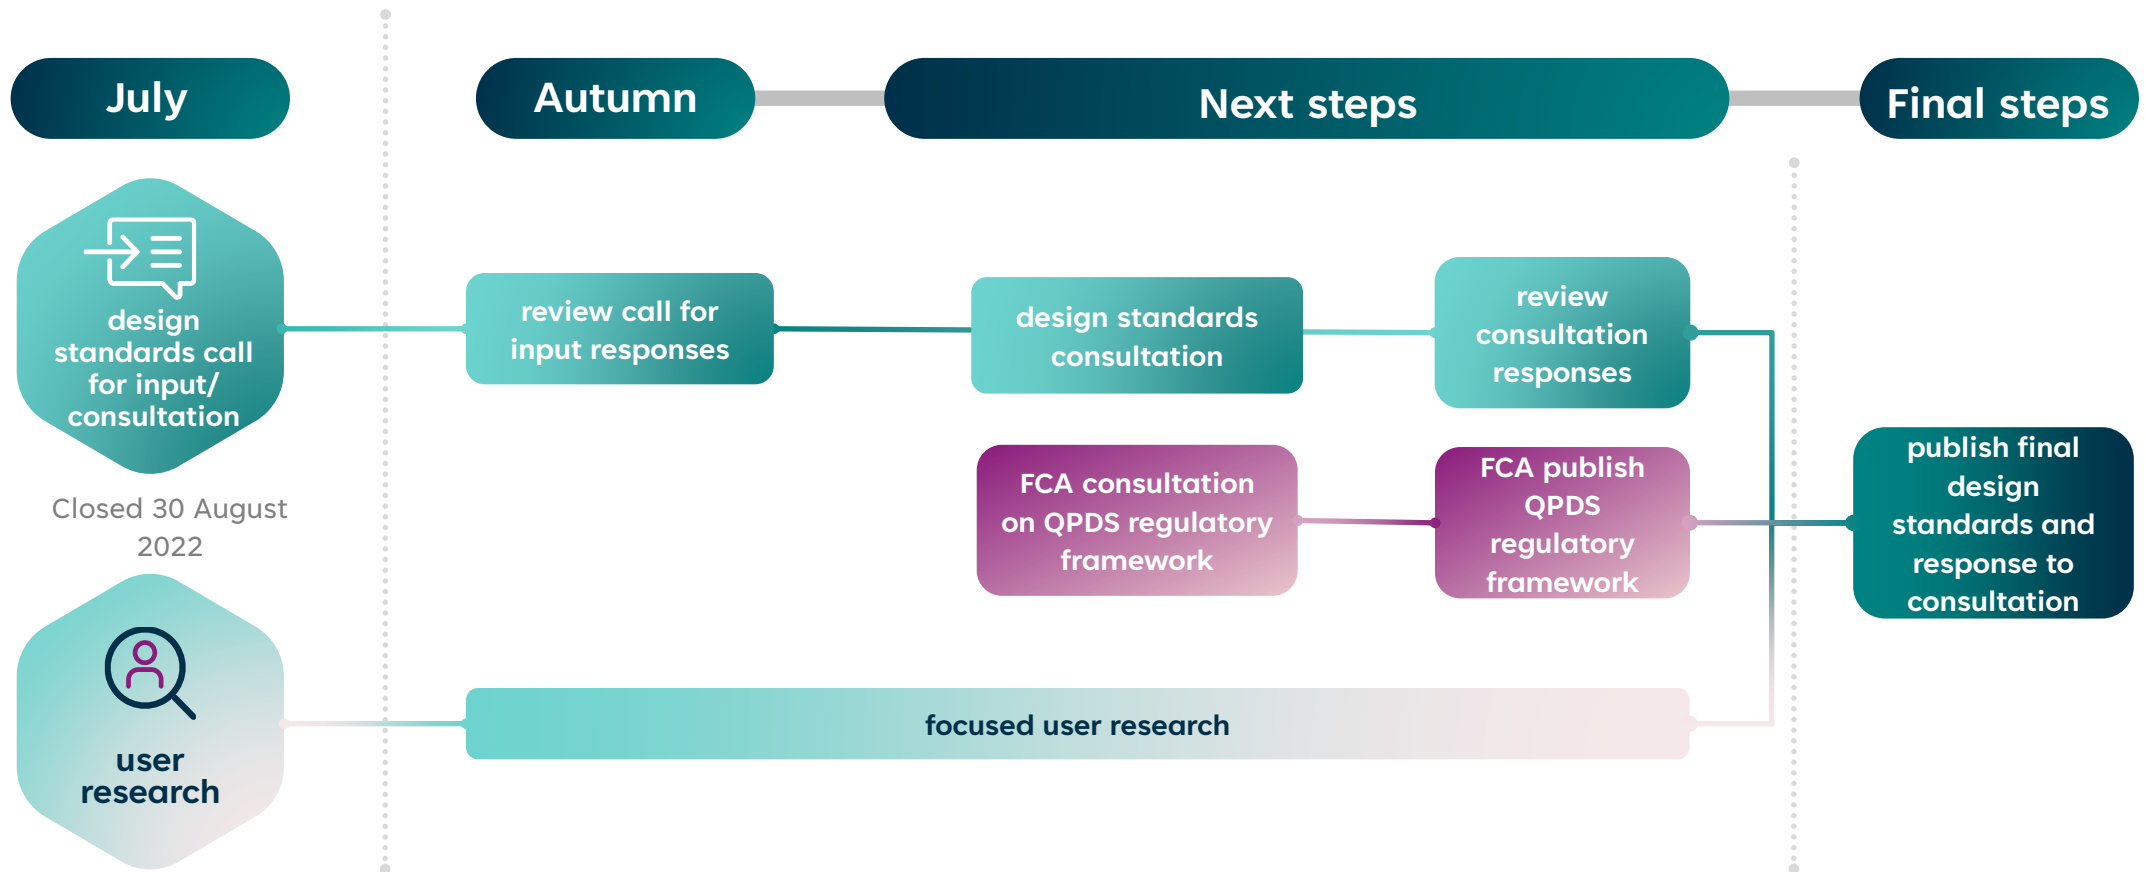 July
Autumn
Next steps
Final steps
design
standards call
for input/
consultation
Closed 30 August
2022
review call for
input responses
design standards
consultation
review
consultation
responses
FCA consultation
on QPDS regulatory
framework
FCA publish
QPDS
regulatory
framework
publish final
design
standards and
response to
consultation
user
research
focused user research